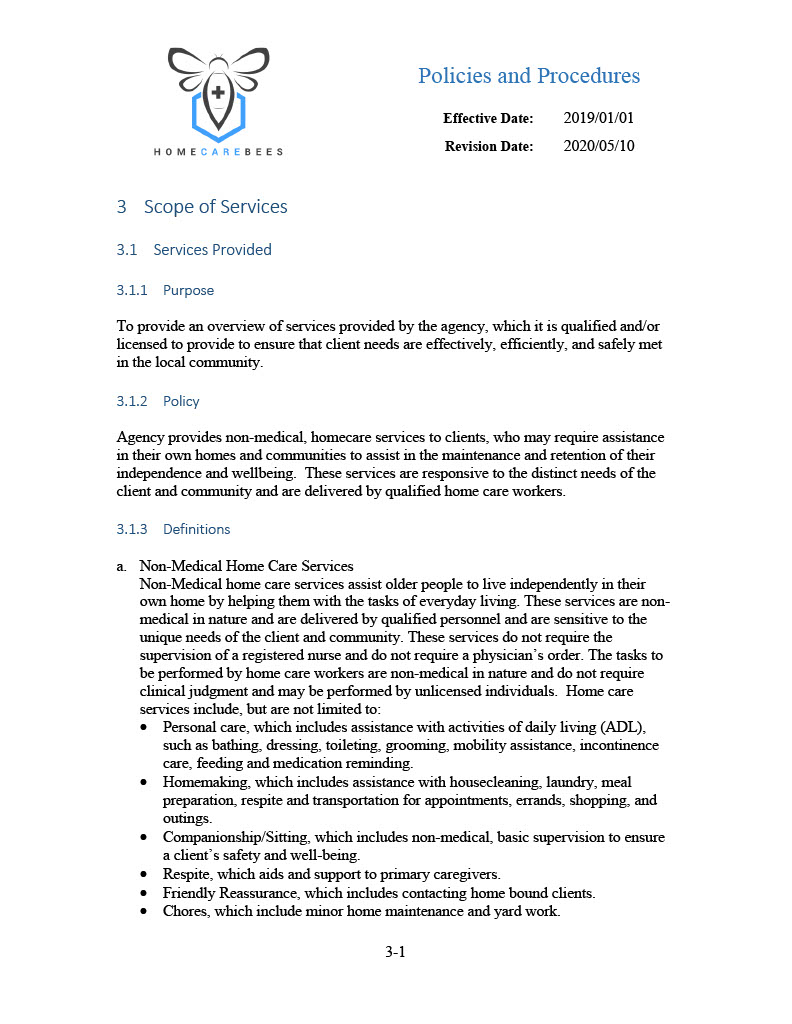 Policies and Procedures
Effective Date: 2019/01/01
Revision Date: 2020/05/10
HOMECAREBEES
3 Scope of Services
3.1 Services Provided
3.1.1 Purpose
To provide an overview of services provided by the agency, which it is qualified and/or
licensed to provide to ensure that client needs are effectively, efficiently, and safely met
in the local community.
3.1.2 Policy
Agency provides non-medical, homecare services to clients, who may require assistance
in their own homes and communities to assist in the maintenance and retention of their
independence and wellbeing. These services are responsive to the distinct needs of the
client and community and are delivered by qualified home care workers.
3.1.3 Definitions
a. Non-Medical Home Care Services
Non-Medical home care services assist older people to live independently in their
own home by helping them with the tasks of everyday living. These services are non-
medical in nature and are delivered by qualified personnel and are sensitive to the
unique needs of the client and community. These services do not require the
supervision of a registered nurse and do not require a physician’s order. The tasks to
be performed by home care workers are non-medical in nature and do not require
clinical judgment and may be performed by unlicensed individuals. Home care
services include, but are not limited to:
• Personal care, which includes assistance with activities of daily living (ADL),
such as bathing, dressing, toileting, grooming, mobility assistance, incontinence
care, feeding and medication reminding.
• Homemaking, which includes assistance with housecleaning, laundry, meal
preparation, respite and transportation for appointments, errands, shopping, and
outings.
• Companionship/Sitting, which includes non-medical, basic supervision to ensure
a client’s safety and well-being.
• Respite, which aids and support to primary caregivers.
• Friendly Reassurance, which includes contacting home bound clients.
• Chores, which include minor home maintenance and yard work.
3-1